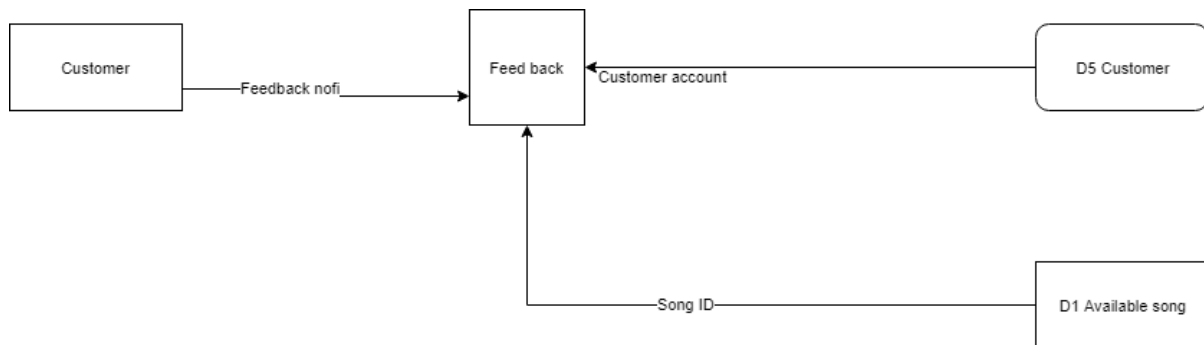 Customer
Feed back
D5 Customer
Customer account
Feedback nofi
Song ID
D1 Available song